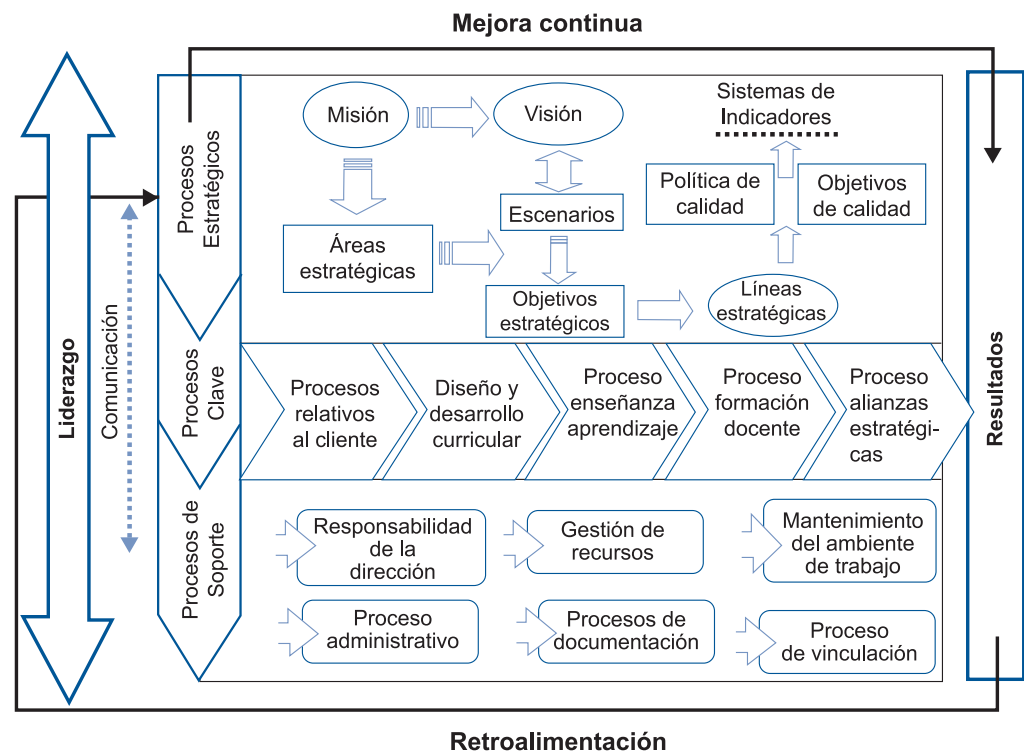 Mejora continua
Liderazgo
Comunicación
Procesos
Estratégicos
Misión
Visión
Sistemas de
Indicadores
Áreas
estratégicas
Escenarios
Política de
calidad
Objetivos
de calidad
Objetivos
estratégicos
Líneas
estratégicas
Procesos
Clave
Procesos
relativos
al cliente
Diseño y
desarrollo
curricular
Proceso
enseñanza
aprendizaje
Proceso
formación
docente
Proceso
alianzas
estratégi-
cas
Procesos de
Soporte
Responsabilidad
de la
dirección
Gestión de
recursos
Mantenimiento
del ambiente
de trabajo
Proceso
administrativo
Procesos de
documentación
Proceso
de vinculación
Resultados
Retroalimentación